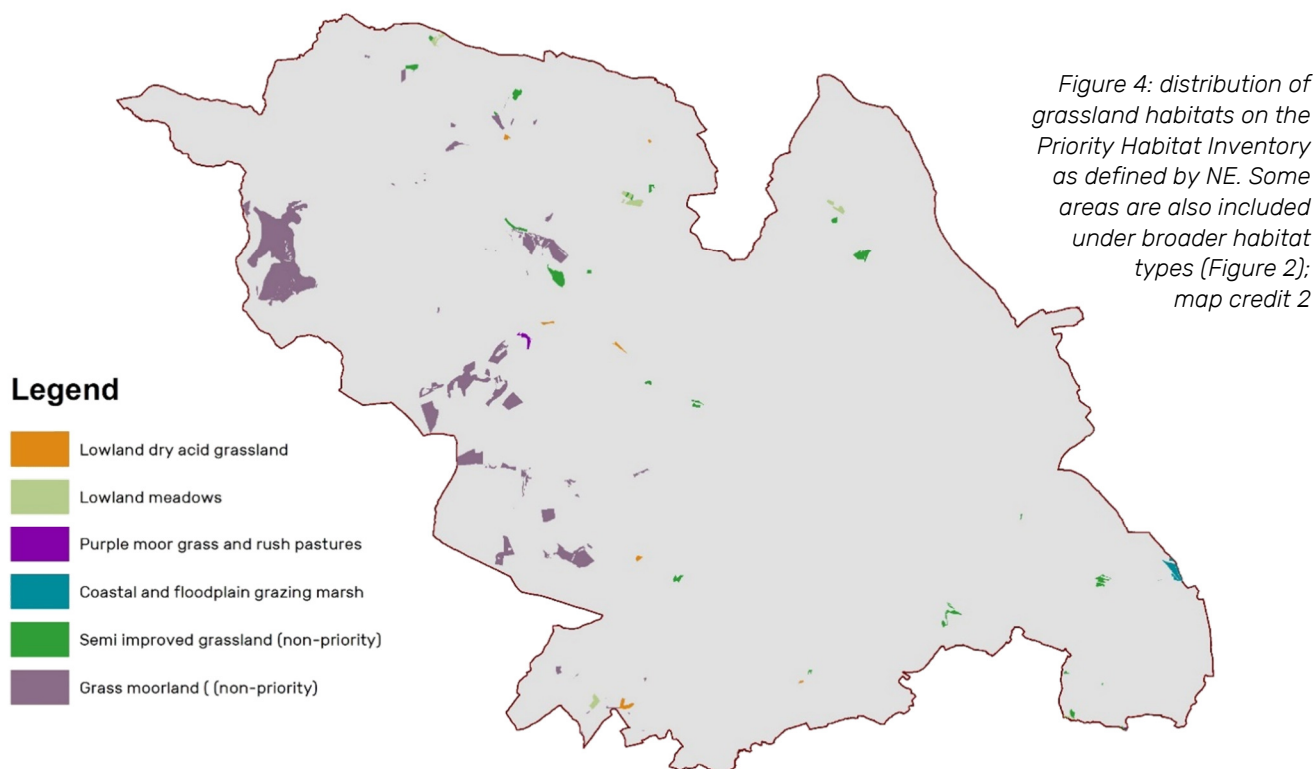 Figure 4: distribution of
grassland habitats on the
Priority Habitat Inventory
as defined by NE. Some
areas are also included
under broader habitat
types (Figure 2);
map credit 2
Legend
Lowland dry acid grassland
Lowland meadows
Purple moor grass and rush pastures
Coastal and floodplain grazing marsh
Semi improved grassland (non-priority)
Grass moorland ( (non-priority)